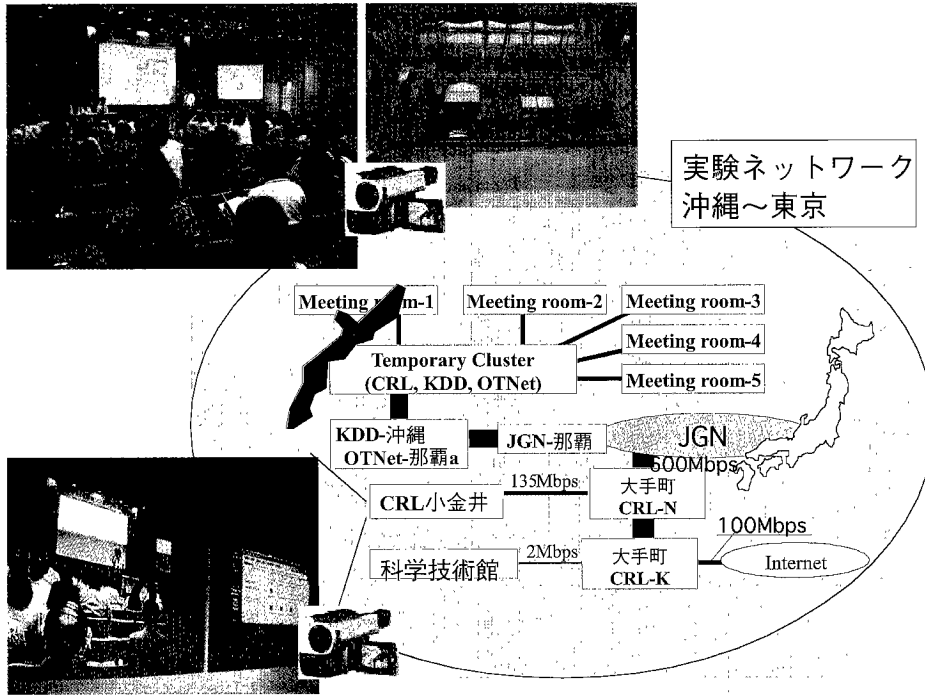 実験ネットワーク
沖縄～東京
Meeting room-1
Meeting room-2
Meeting room-3
Meeting room-4
Meeting room-5
Temporary Cluster
(CRL, KDD, OTNet)
KDD-沖縄
OTNet-那覇a
JGN-那覇
JGN
600Mbps
135Mbps
CRL小金井
大手町
CRL-N
100Mbps
2Mbps
科学技術館
大手町
CRL-K
Internet